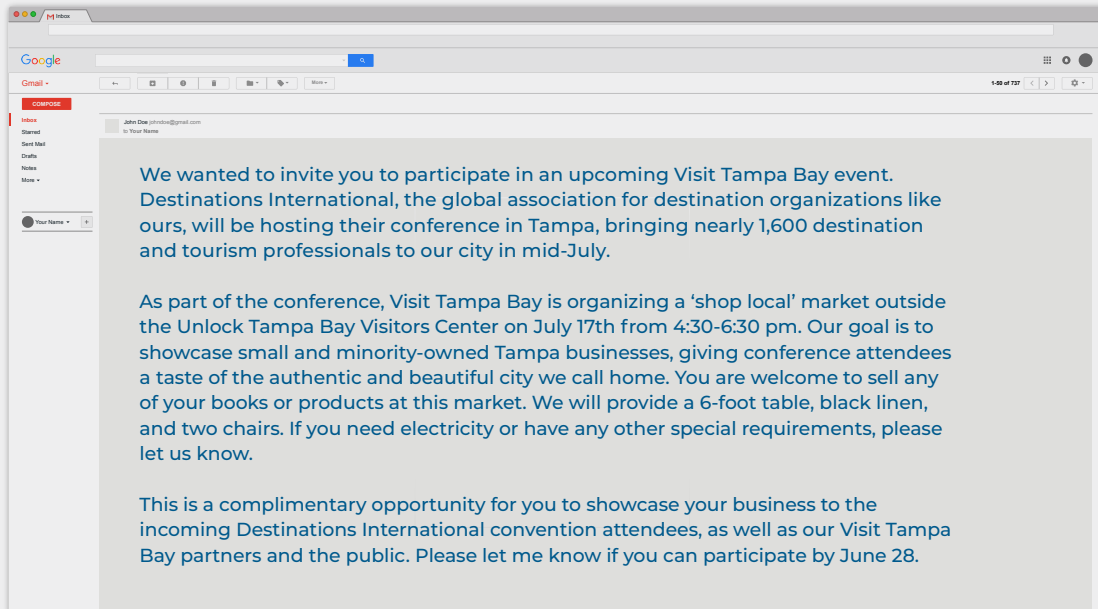 Inbox
Google
Gmail
More
1-50 of 737
COMPOSE
Inbox
Starred
Sent Mail
Drafts
Notes
More
Your Name
John Doe johndoe@gmail.com
to Your Name
We wanted to invite you to participate in an upcoming Visit Tampa Bay event.
Destinations International, the global association for destination organizations like
ours, will be hosting their conference in Tampa, bringing nearly 1,600 destination
and tourism professionals to our city in mid-July.
As part of the conference, Visit Tampa Bay is organizing a ‘shop local’ market outside
the Unlock Tampa Bay Visitors Center on July 17th from 4:30-6:30 pm. Our goal is to
showcase small and minority-owned Tampa businesses, giving conference attendees
a taste of the authentic and beautiful city we call home. You are welcome to sell any
of your books or products at this market. We will provide a 6-foot table, black linen,
and two chairs. If you need electricity or have any other special requirements, please
let us know.
This is a complimentary opportunity for you to showcase your business to the
incoming Destinations International convention attendees, as well as our Visit Tampa
Bay partners and the public. Please let me know if you can participate by June 28.